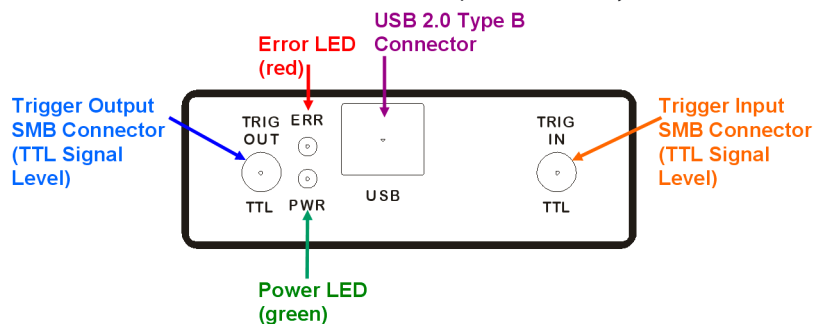 USB 2.0 Type B
Connector
Error LED
(red)
Trigger Output
SMB Connector
(TTL Signal
Level)
Trigger Input
SMB Connector
(TTL Signal
Level)
TRIG
OUT
ERR
TRIG
IN
TTL
PWR
USB
TTL
Power LED
(green)